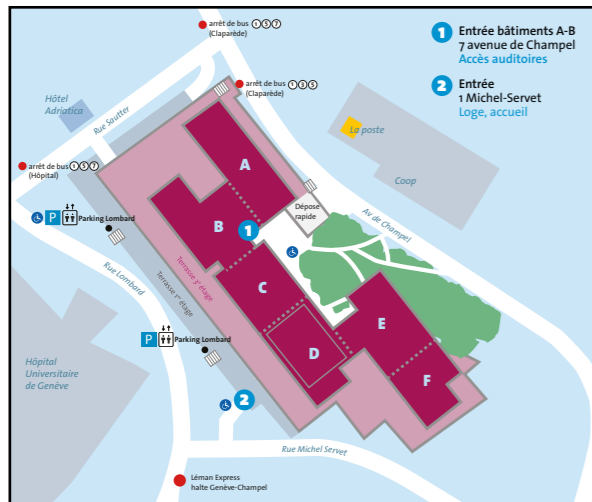 arrêt de bus 1 5 7
(Claparède)
1 Entrée bâtiments A-B
7 avenue de Champel
Accès auditoires
2 Entrée
1 Michel-Servet
Loge, accueil
arrêt de bus 1 3 5
(Claparède)
Hôtel
Adriatica
Rue Sautter
La poste
Coop
arrêt de bus 1 5 7
(Hôpital)
A
Dépose
rapide
Av de Champel
P Parking Lombard
B
1
Terrasse 3e étage
Terrasse 1er étage
C
Rue Lombard
E
P Parking Lombard
D
F
Hôpital
Universitaire
de Genève
2
Rue Michel Servet
Léman Express
halte Genève-Champel